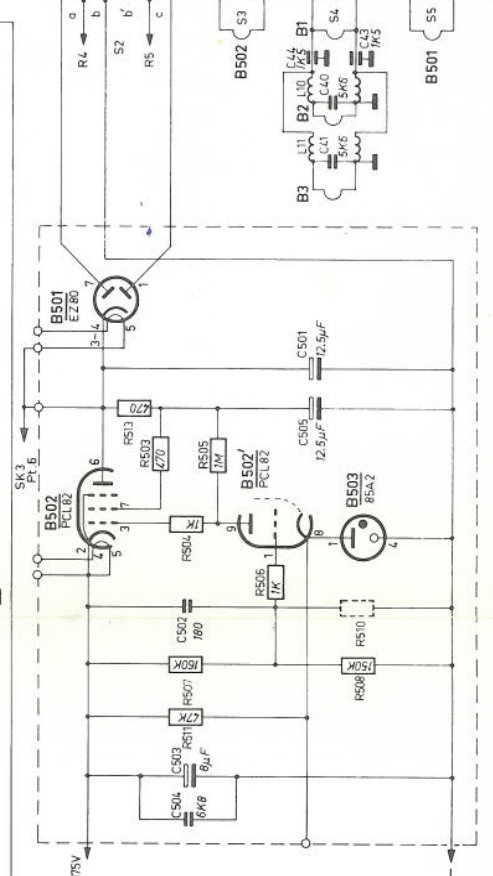 a
R4
b
S2
b'
R5
c
S3
B502
B1
S4
C44
1K5
C43
1K5
L10
C40
5K6
B2
L11
C41
5K6
B3
S5
B501
B501
EZ80
7
1
3-4
5
C501
12.5µF
C505
12.5µF
470
R513
R503
470
R505
1M
SK3
Pt.6
B502
PCL82
6
7
3
2
4
5
R504
1K
B502'
PCL82
9
8
1
B503
85A2
1
4
R506
1K
C502
180
R510
R507
160K
R508
150K
R511
47K
C503
8µF
C504
6K8
75V